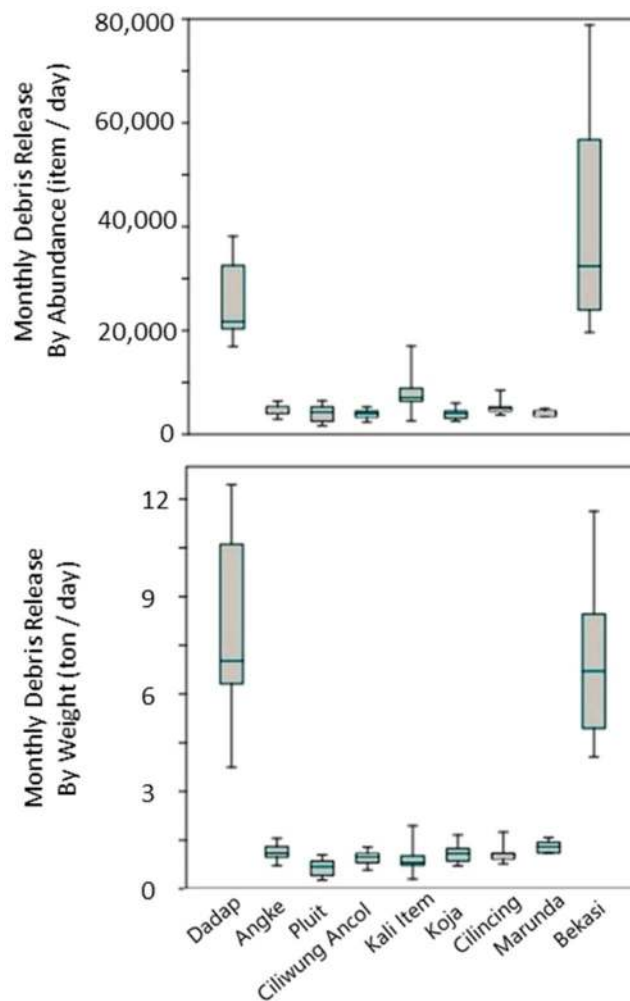 Monthly Debris Release
By Abundance (item / day)
80,000
60,000
40,000
20,000
0
Monthly Debris Release
By Weight (ton / day)
12
9
6
3
0
Dadap
Angke
Pluit
Ciliwung Ancol
Kali Item
Koja
Cilincing
Marunda
Bekasi